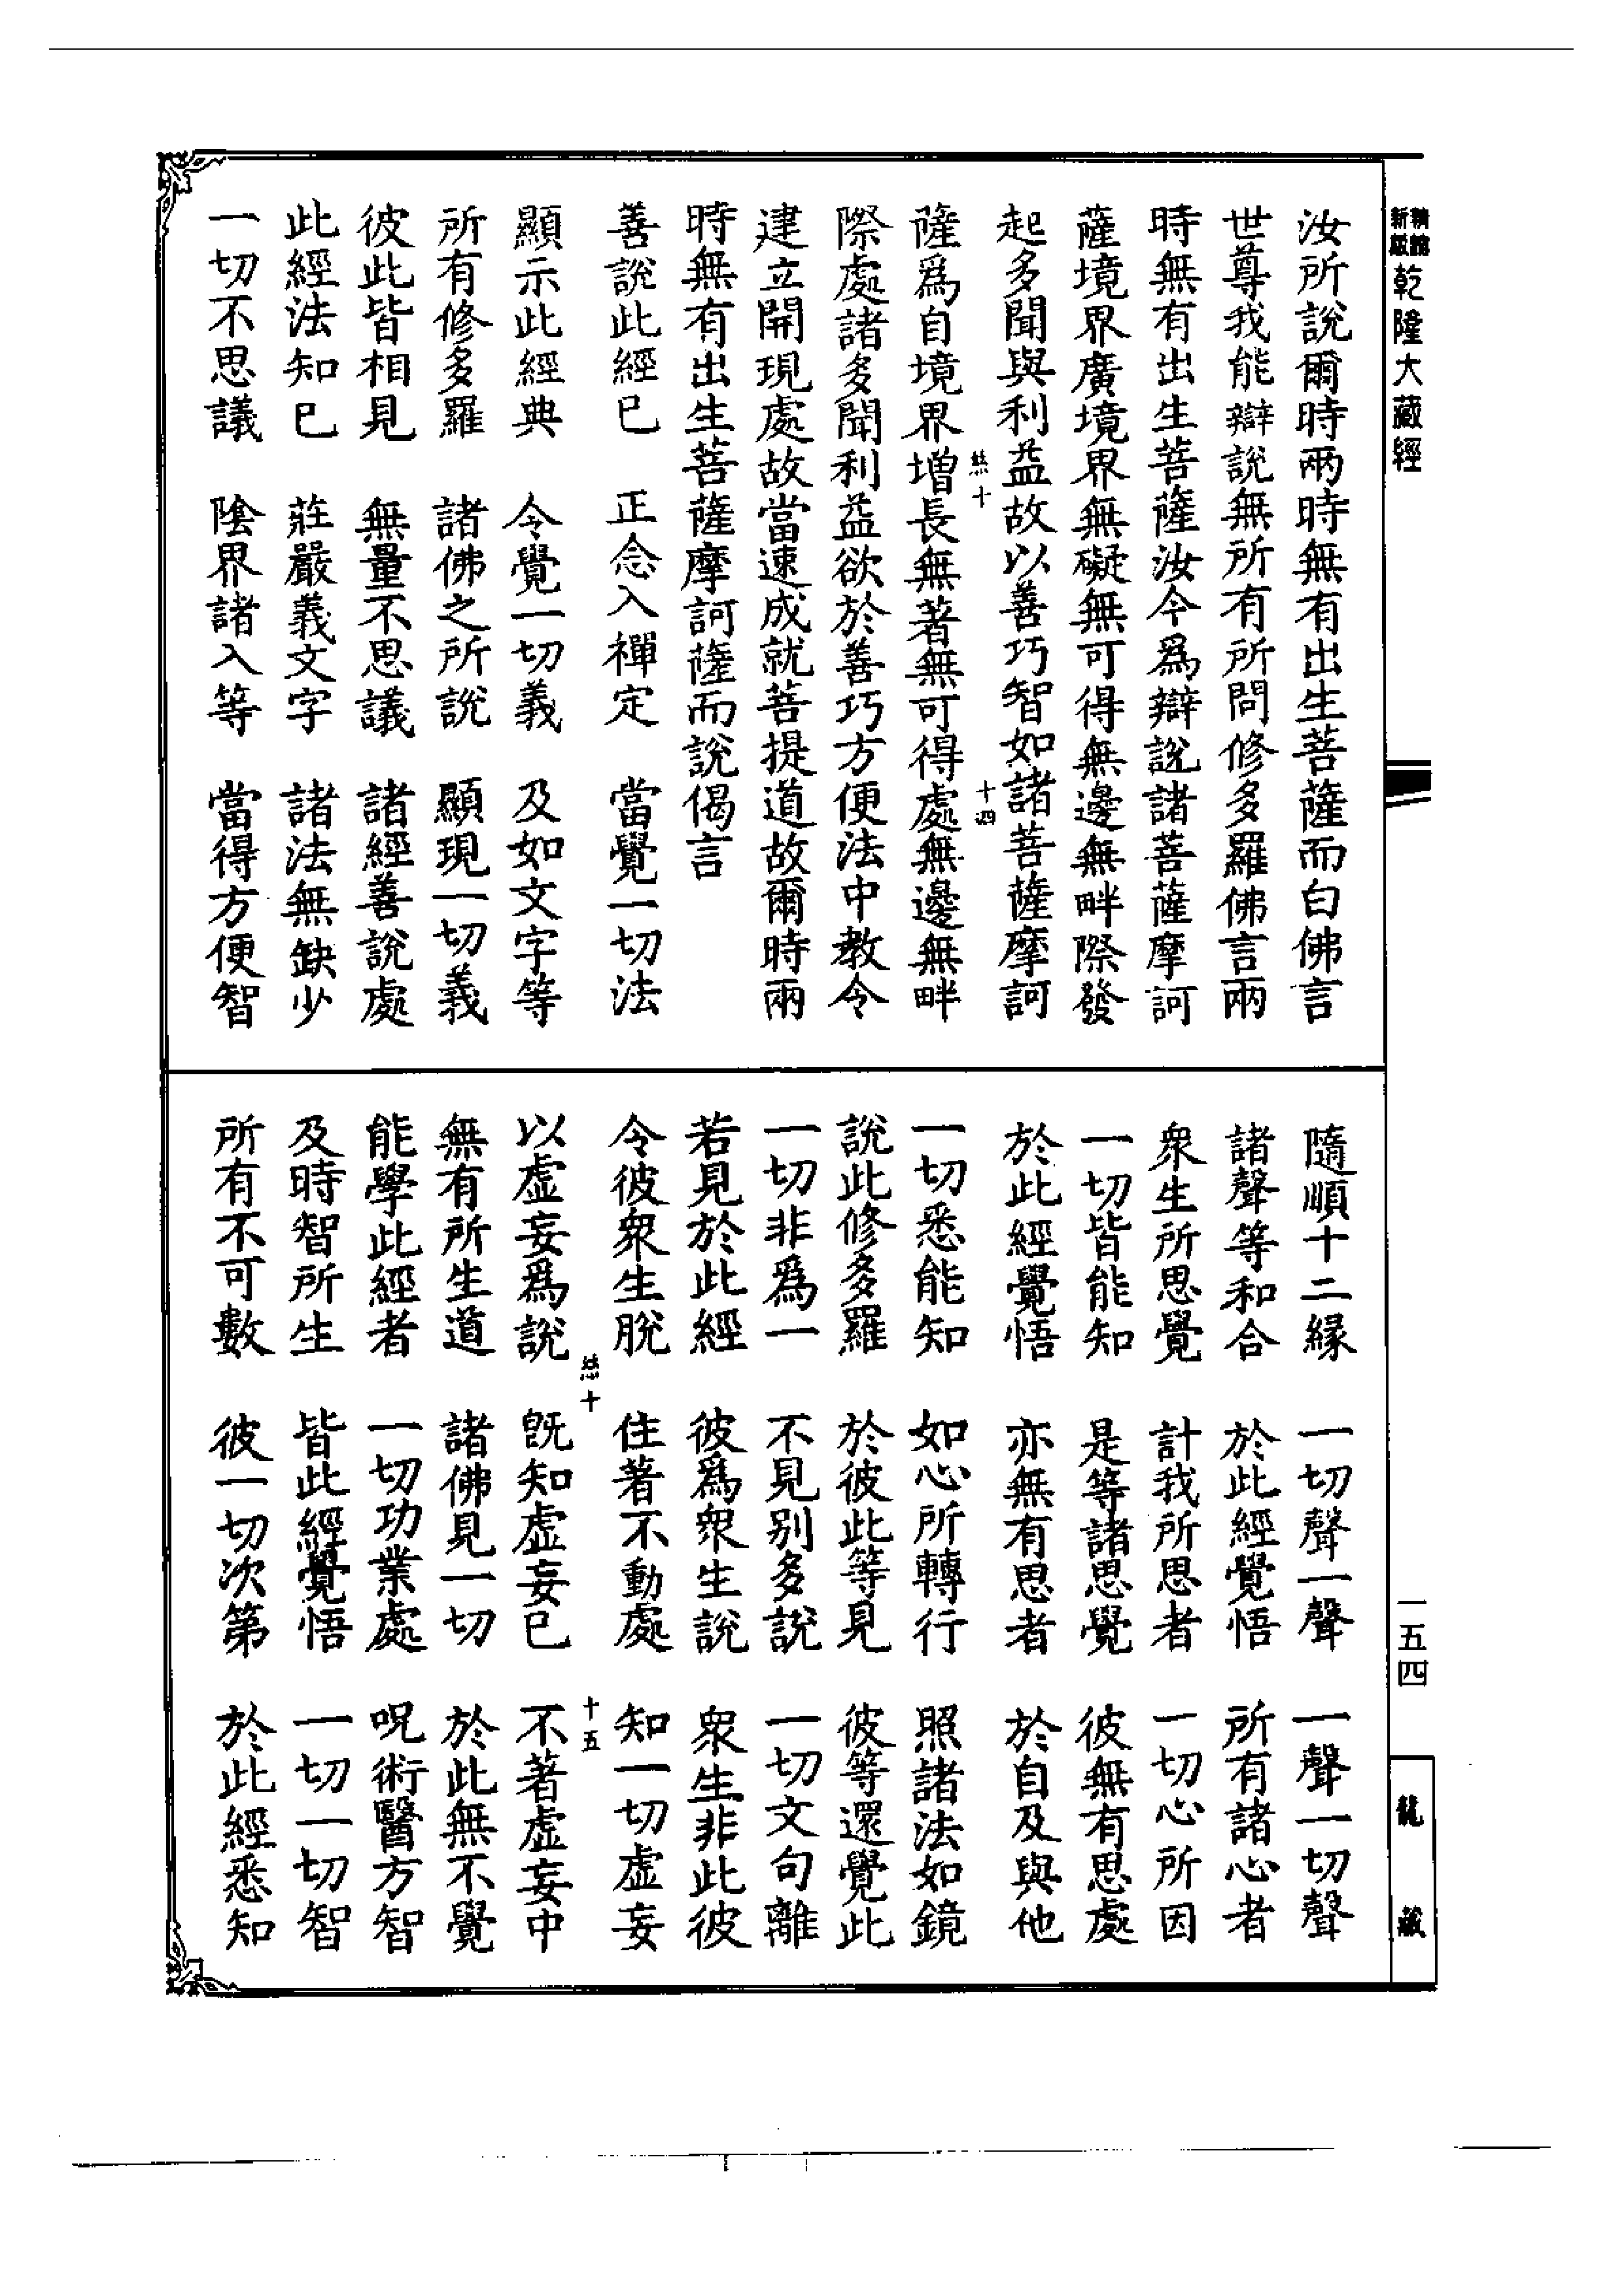 乾隆大藏經
汝所說爾時兩時無有出生菩薩而白佛言
世尊我能辯說無所有所問修多羅佛言兩
時無有出生菩薩汝今爲辯說諸菩薩摩訶
薩境界廣境界無礙無可得無邊無畔際發
起多聞與利益故以善巧智如諸菩薩摩訶
薩爲自境界增長無著無可得處無邊無畔
際處諸多聞利益欲於善巧方便法中教令
建立開現處故當速成就菩提道故爾時兩
時無有出生菩薩摩訶薩而說偈言
善說此經已 正念入禪定 當覺一切法
顯示此經典 令覺一切義 及如文字等
所有修多羅 諸佛之所說 顯現一切義
彼此皆相見 無量不思議 諸經善說處
此經法知已 莊嚴義文字 諸法無缺少
一切不思議 陰界諸入等 當得方便智
十四
隨順十二緣 一切聲一聲 一聲一切聲
諸聲等和合 於此經覺悟 所有諸心者
衆生所思覺 計我所思者 一切心所因
一切皆能知 是等諸思覺 彼無有思處
於此經覺悟 亦無有思者 於自及與他
一切悉能知 如心所轉行 照諸法如鏡
說此修多羅 於彼此等見 彼等還覺此
一切非爲一 不見別多說 一切文句離
若見於此經 彼爲衆生說 衆生非此彼
令彼衆生脫 住著不動處 知一切虛妄
以虛妄爲說 旣知虛妄已 不著虛妄中
無有所生道 諸佛見一切 於此無不覺
能學此經者 一切功業處 呪術醫方智
及時智所生 皆此經覺悟 一切一切智
所有不可數 彼一切次第 於此經悉知
十五
一五四
龍藏